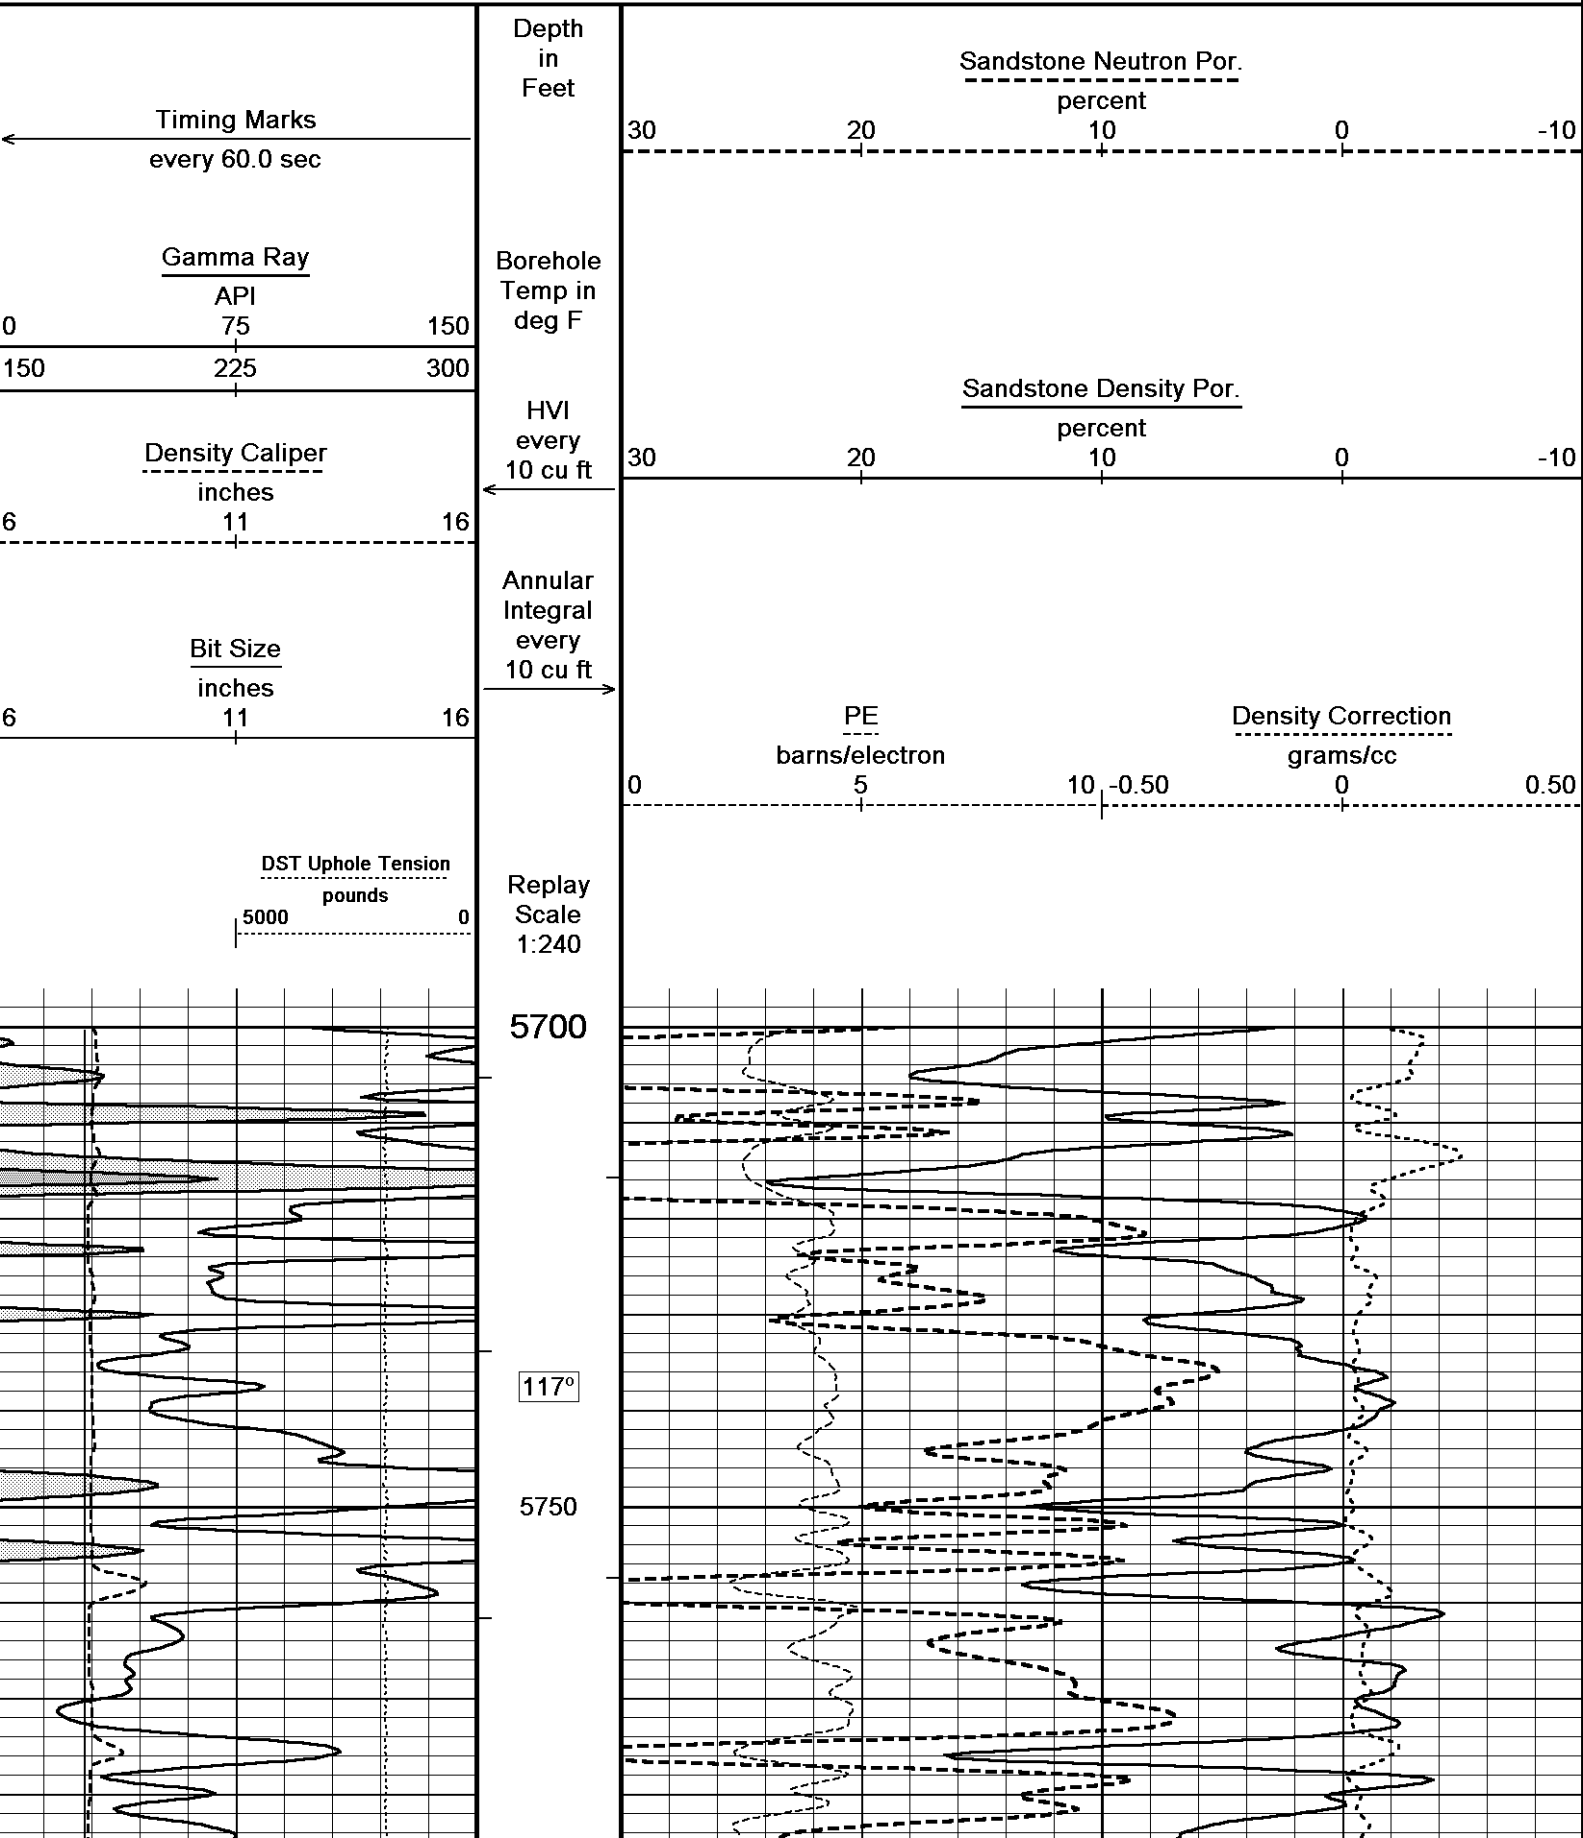 Timing Marks
every 60.0 sec
Gamma Ray
API
0 75 150
150 225 300
Density Caliper
inches
6 11 16
Bit Size
inches
6 11 16
DST Uphole Tension
pounds
5000 0
Depth
in
Feet
Borehole
Temp in
deg F
HVI
every
10 cu ft
Annular
Integral
every
10 cu ft
Replay
Scale
1:240
Sandstone Neutron Por.
percent
30 20 10 0 -10
Sandstone Density Por.
percent
30 20 10 0 -10
PE
barns/electron
0 5 10
Density Correction
grams/cc
-0.50 0 0.50
5700
117º
5750